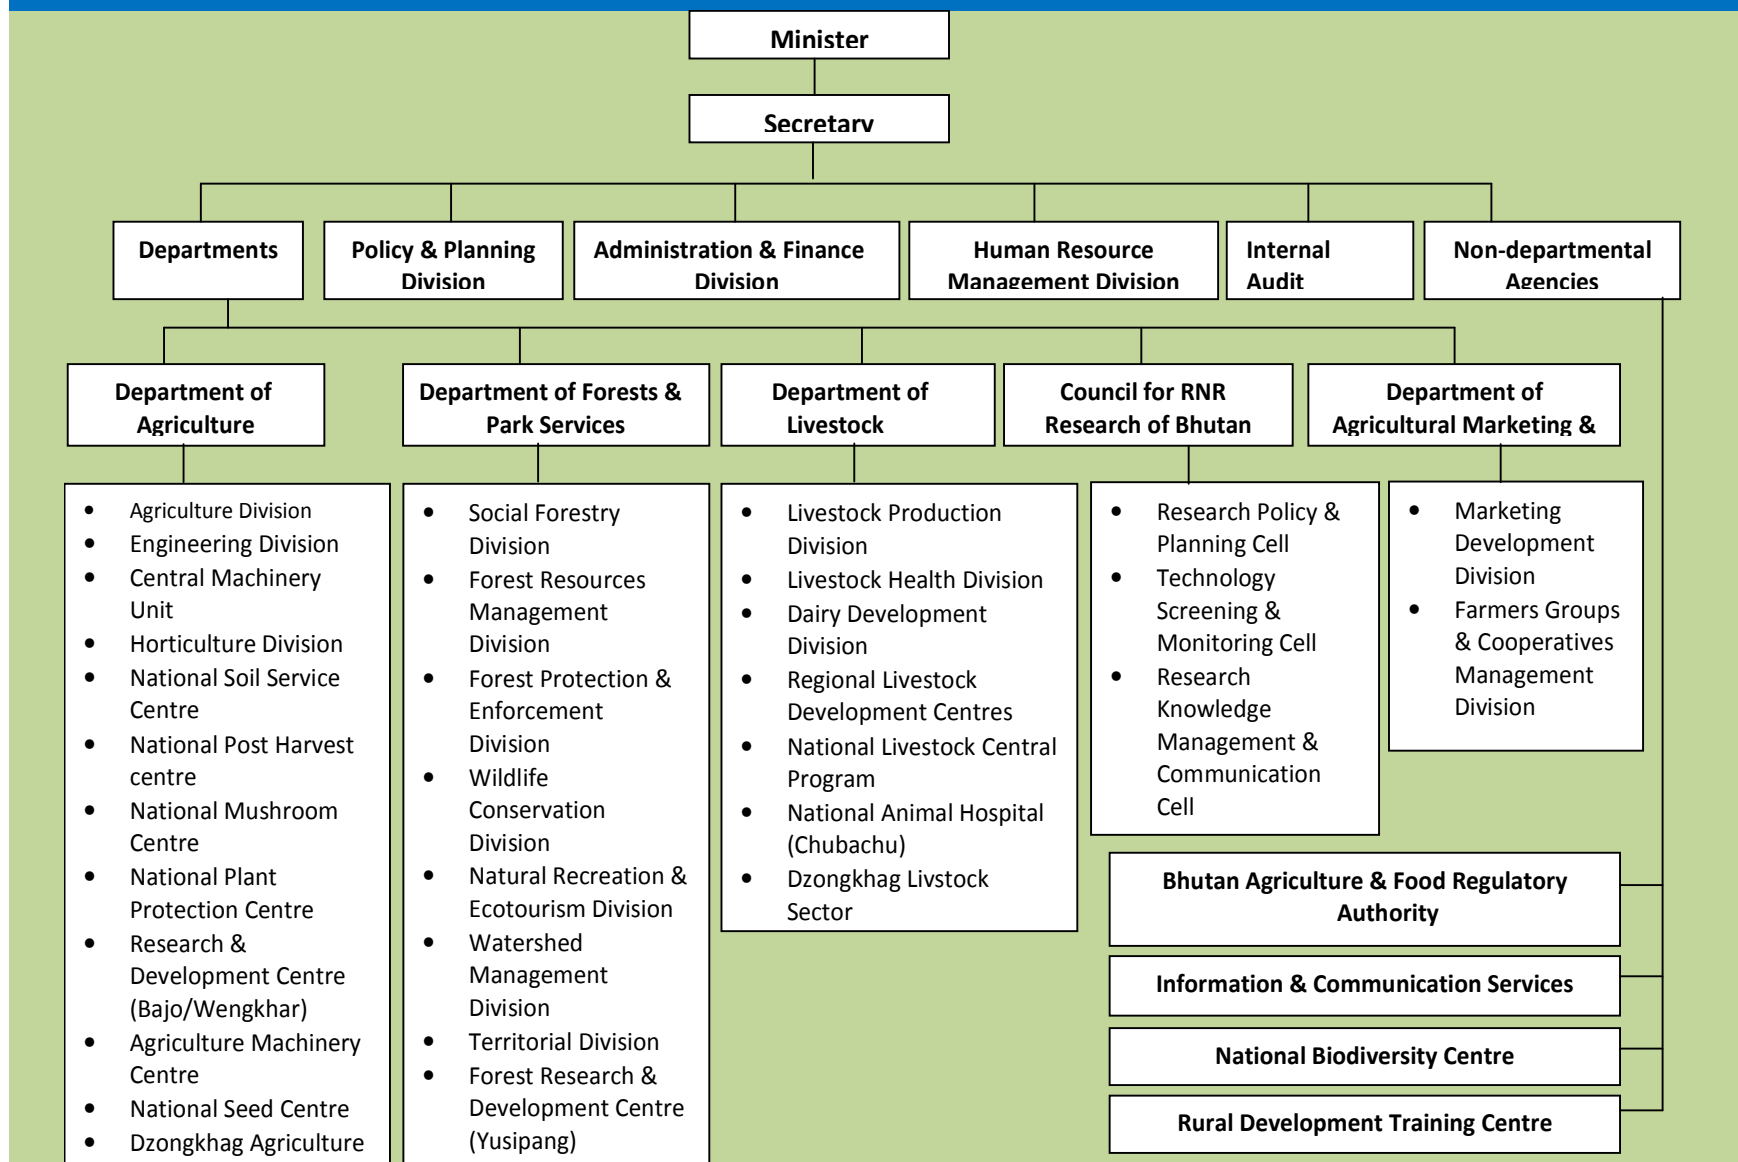 Minister
Secretary
Departments
Policy & Planning
Division
Administration & Finance
Division
Human Resource
Management Division
Internal
Audit
Non-departmental
Agencies
Department of
Agriculture
Department of Forests &
Park Services
Department of
Livestock
Council for RNR
Research of Bhutan
Department of
Agricultural Marketing &
• Agriculture Division
• Engineering Division
• Central Machinery
Unit
• Horticulture Division
• National Soil Service
Centre
• National Post Harvest
centre
• National Mushroom
Centre
• National Plant
Protection Centre
• Research &
Development Centre
(Bajo/Wengkhar)
• Agriculture Machinery
Centre
• National Seed Centre
• Dzongkhag Agriculture
• Social Forestry
Division
• Forest Resources
Management
Division
• Forest Protection &
Enforcement
Division
• Wildlife
Conservation
Division
• Natural Recreation &
Ecotourism Division
• Watershed
Management
Division
• Territorial Division
• Forest Research &
Development Centre
(Yusipang)
• Livestock Production
Division
• Livestock Health Division
• Dairy Development
Division
• Regional Livestock
Development Centres
• National Livestock Central
Program
• National Animal Hospital
(Chubachu)
• Dzongkhag Livstock
Sector
• Research Policy &
Planning Cell
• Technology
Screening &
Monitoring Cell
• Research
Knowledge
Management &
Communication
Cell
• Marketing
Development
Division
• Farmers Groups
& Cooperatives
Management
Division
Bhutan Agriculture & Food Regulatory
Authority
Information & Communication Services
National Biodiversity Centre
Rural Development Training Centre